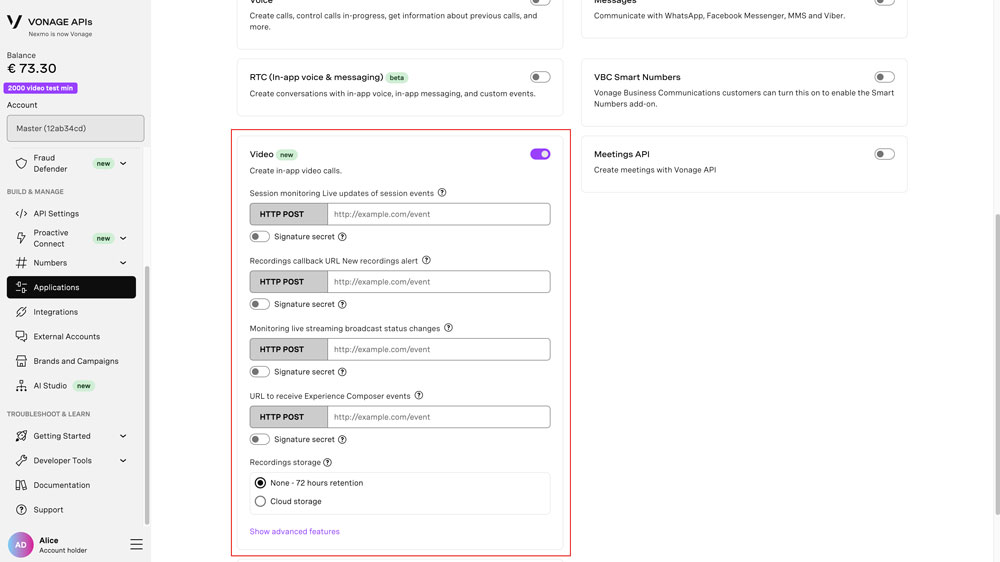 VONAGE APIs
Nexmo is now Vonage
Balance
€ 73.30
2000 video test min
Account
Master (12ab34cd)
Fraud
Defender
new
BUILD & MANAGE
API Settings
Proactive
Connect
new
Numbers
Applications
Integrations
External Accounts
Brands and Campaigns
AI Studio new
TROUBLESHOOT & LEARN
Getting Started
Developer Tools
Documentation
Support
AD
Alice
Account holder
Voice
Create calls, control calls in-progress, get information about previous calls, and
more.
Messages
Communicate with WhatsApp, Facebook Messenger, MMS and Viber.
RTC (In-app voice & messaging) beta
Create conversations with in-app voice, in-app messaging, and custom events.
VBC Smart Numbers
Vonage Business Communications customers can turn this on to enable the Smart
Numbers add-on.
Video new
Create in-app video calls.
Session monitoring Live updates of session events ?
HTTP POST http://example.com/event
Signature secret ?
Recordings callback URL New recordings alert ?
HTTP POST http://example.com/event
Signature secret ?
Monitoring live streaming broadcast status changes ?
HTTP POST http://example.com/event
Signature secret ?
URL to receive Experience Composer events ?
HTTP POST http://example.com/event
Signature secret ?
Recordings storage ?
None - 72 hours retention
Cloud storage
Show advanced features
Meetings API
Create meetings with Vonage API